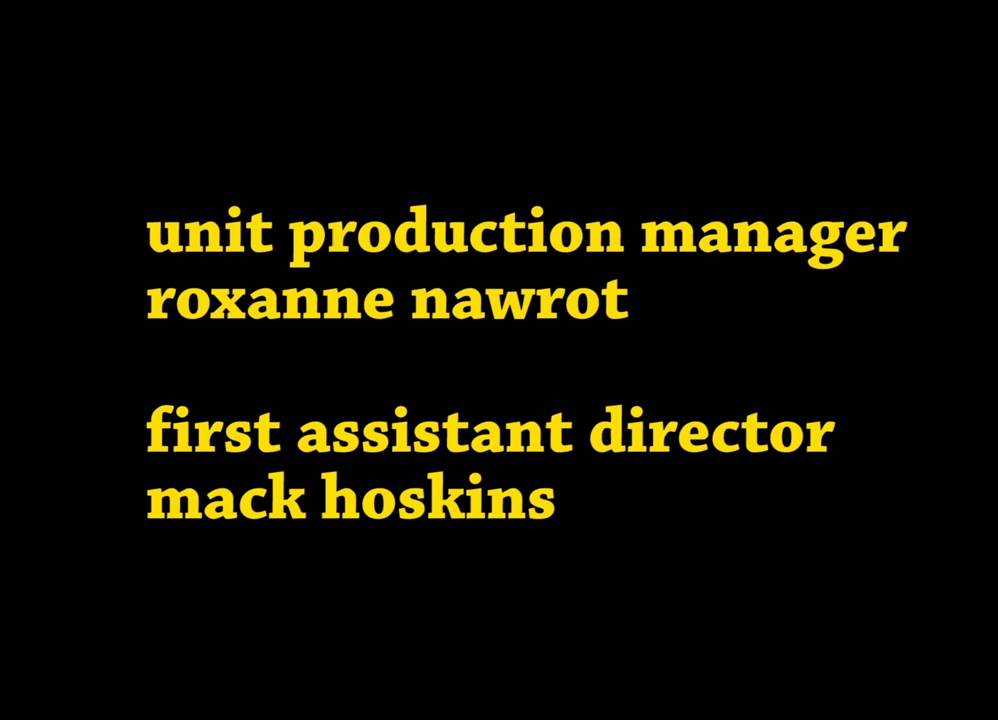 unit production manager
roxanne nawrot
first assistant director
mack hoskins